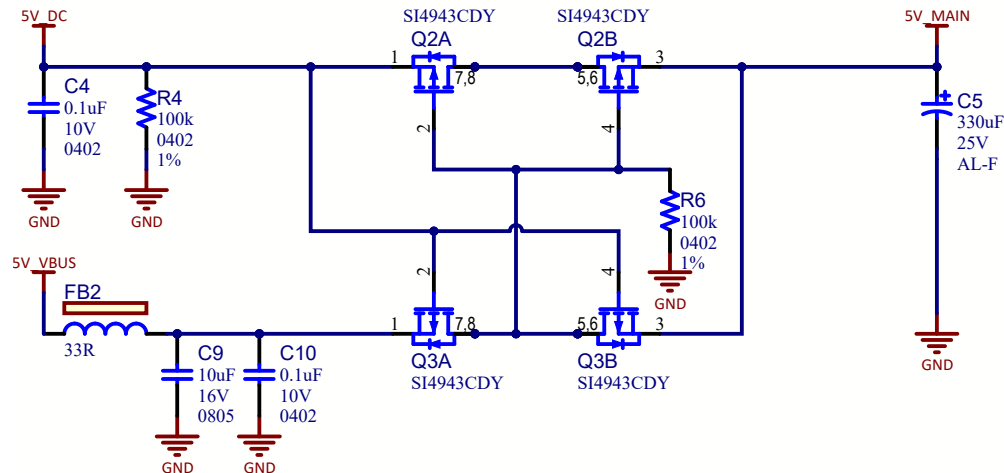 5V_DC
SI4943CDY
SI4943CDY
5V_MAIN
Q2A
Q2B
1
7,8
5,6
3
C4
0.1uF
10V
0402
R4
100k
0402
1%
2
4
C5
330uF
25V
AL-F
GND
GND
R6
100k
0402
1%
GND
5V_VBUS
FB2
33R
2
4
1
7,8
5,6
3
Q3A
SI4943CDY
Q3B
SI4943CDY
GND
C9
10uF
16V
0805
C10
0.1uF
10V
0402
GND
GND